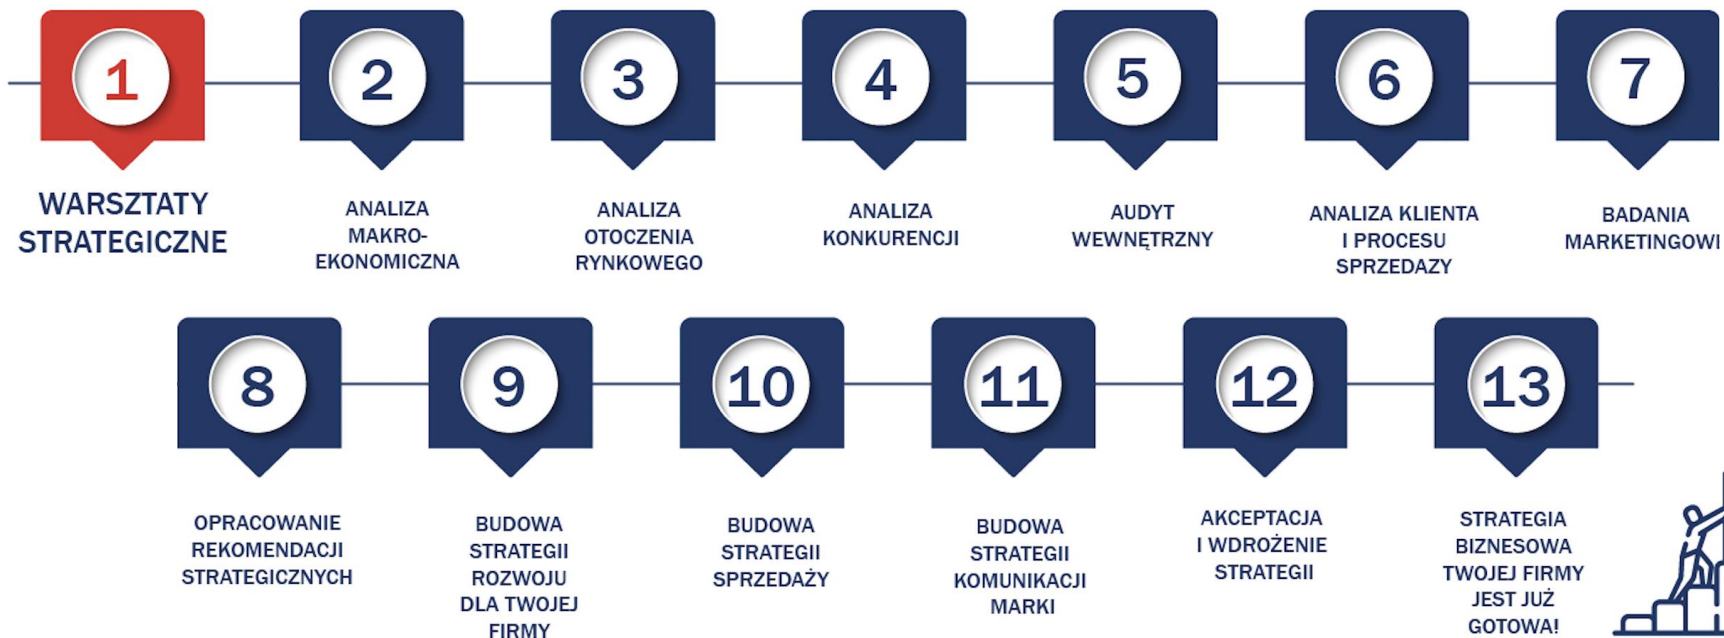 1
WARSZTATY
STRATEGICZNE
2
ANALIZA
MAKRO-
EKONOMICZNA
3
ANALIZA
OTOCZENIA
RYNKOWEGO
4
ANALIZA
KONKURENCJI
5
AUDYT
WEWNĘTRZNY
6
ANALIZA KLIENTA
I PROCESU
SPRZEDAZY
7
BADANIA
MARKETINGOWE
8
OPRACOWANIE
REKOMENDACJI
STRATEGICZNYCH
9
BUDOWA
STRATEGII
ROZWOJU
DLA TWOJEJ
FIRMY
10
BUDOWA
STRATEGII
SPRZEDAŻY
11
BUDOWA
STRATEGII
KOMUNIKACJI
MARKI
12
AKCEPTACJA
I WDROŻENIE
STRATEGII
13
STRATEGIA
BIZNESOWA
TWOJEJ FIRMY
JEST JUŻ
GOTOWA!